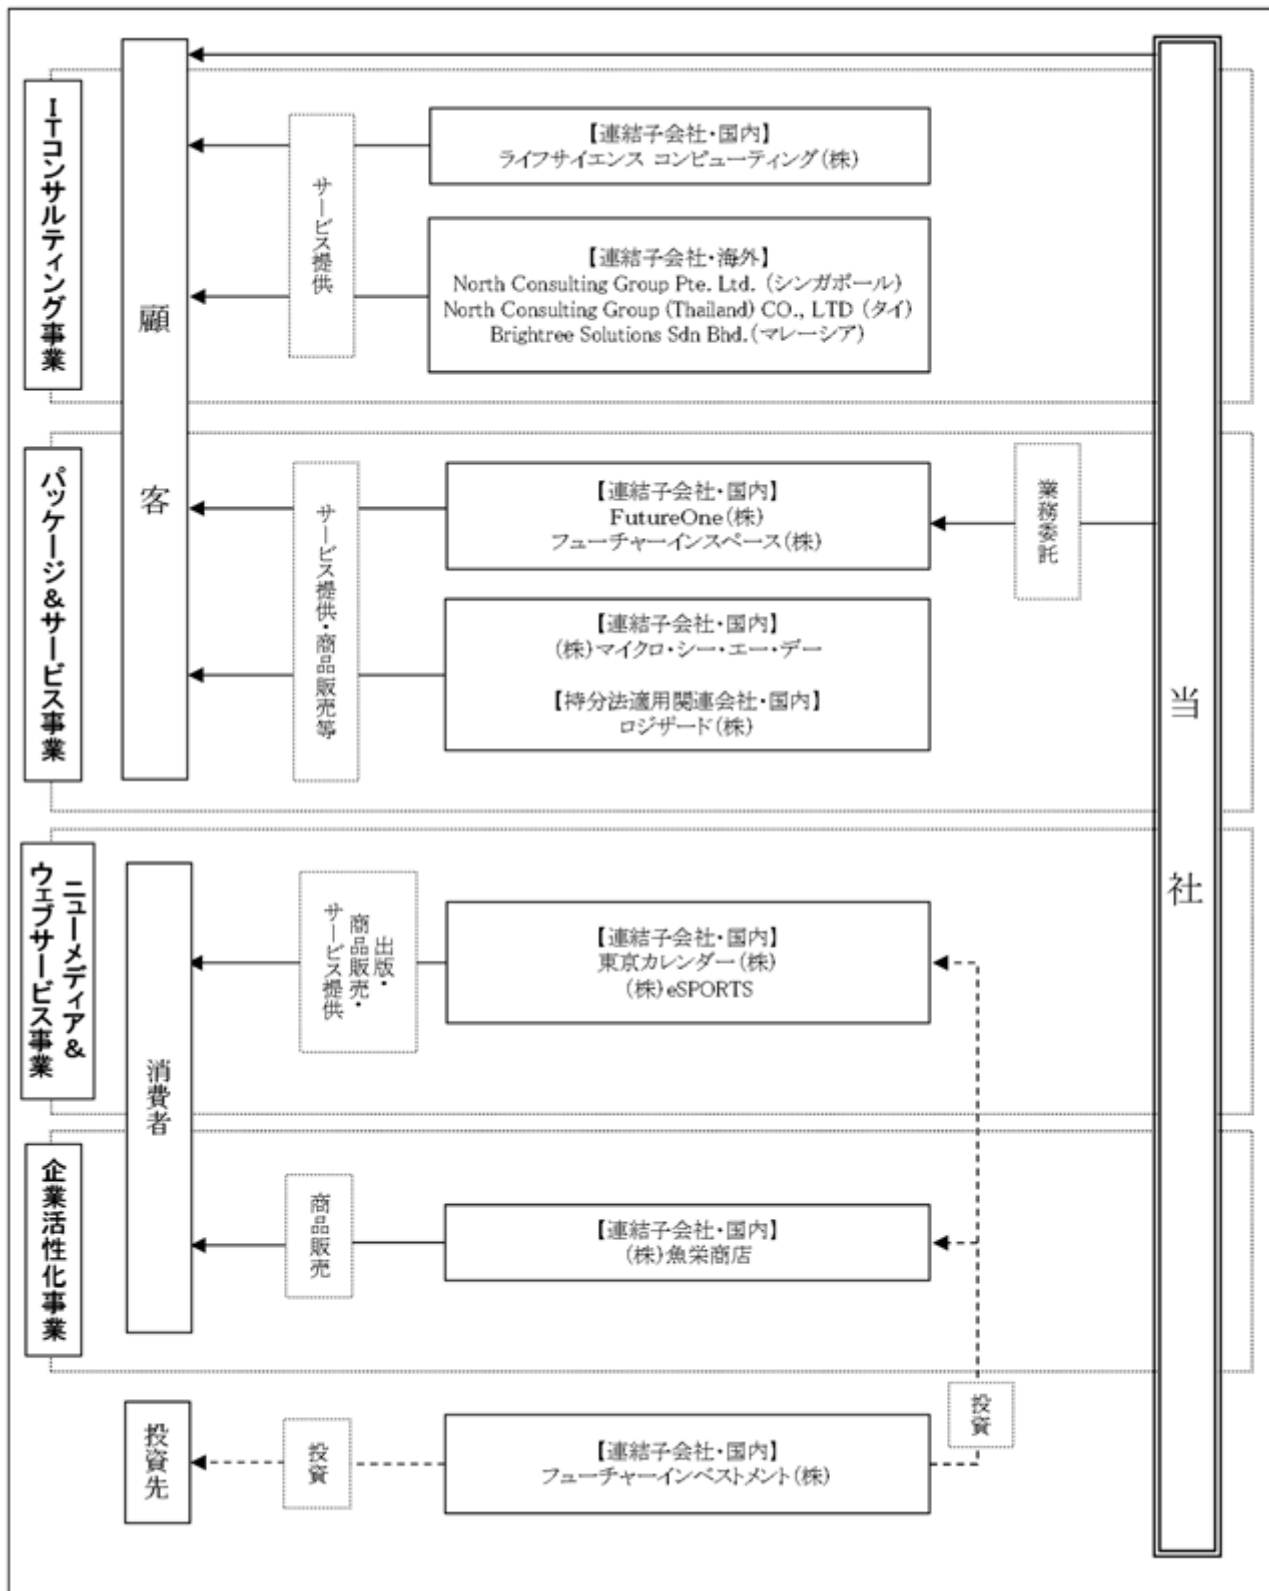 ITコンサルティング事業
顧客
サービス提供
【連結子会社・国内】
ライフサイエンス コンピューティング(株)
【連結子会社・海外】
North Consulting Group Pte. Ltd. (シンガポール)
North Consulting Group (Thailand) CO., LTD (タイ)
Brightree Solutions Sdn Bhd.(マレーシア)
当社
パッケージ&サービス事業
サービス提供・商品販売等
【連結子会社・国内】
FutureOne(株)
フューチャーインスペース(株)
業務委託
【連結子会社・国内】
(株)マイクロ・シー・エー・デー
【持分法適用関連会社・国内】
ロジザード(株)
ニューメディア&
ウェブサービス事業
消費者
出版・
商品販売・
サービス提供
【連結子会社・国内】
東京カレンダー(株)
(株)eSPORTS
企業活性化事業
商品販売
【連結子会社・国内】
(株)魚栄商店
投資先
投資
【連結子会社・国内】
フューチャーインベストメント(株)
投資